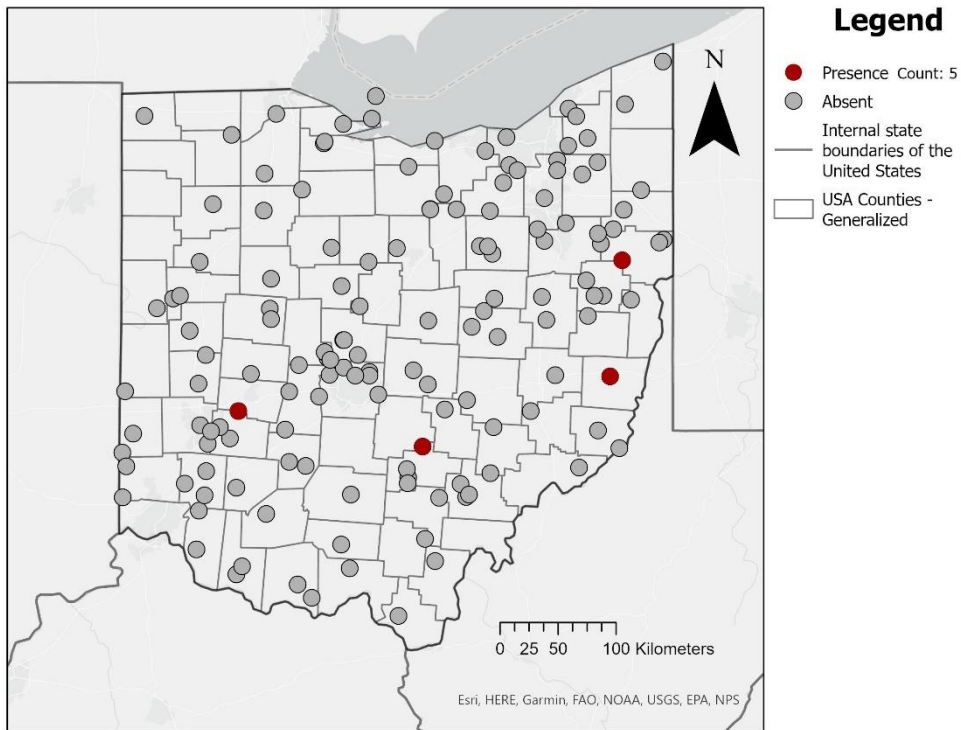 Legend
N
Presence Count: 5
Absent
Internal state
boundaries of the
United States
USA Counties -
Generalized
0 25 50 100 Kilometers
Esri, HERE, Garmin, FAO, NOAA, USGS, EPA, NPS